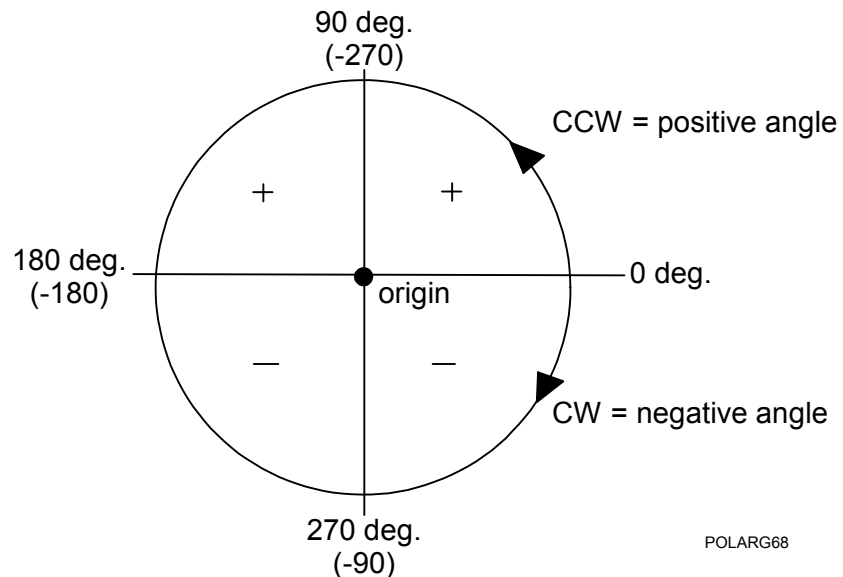 90 deg.
(-270)
CCW = positive angle
+
+
180 deg.
(-180)
0 deg.
origin
—
—
CW = negative angle
270 deg.
(-90)
POLARG68